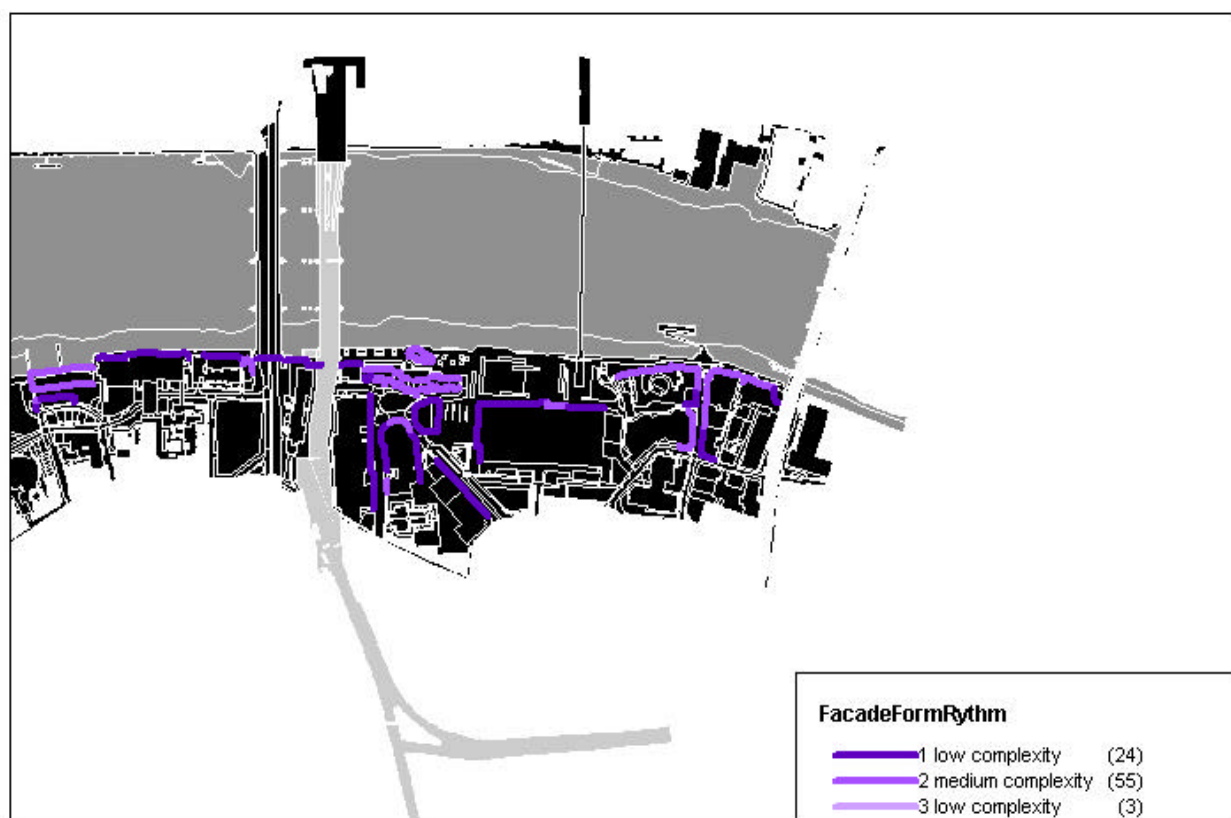 FacadeFormRythm
1 low complexity (24)
2 medium complexity (55)
3 low complexity (3)